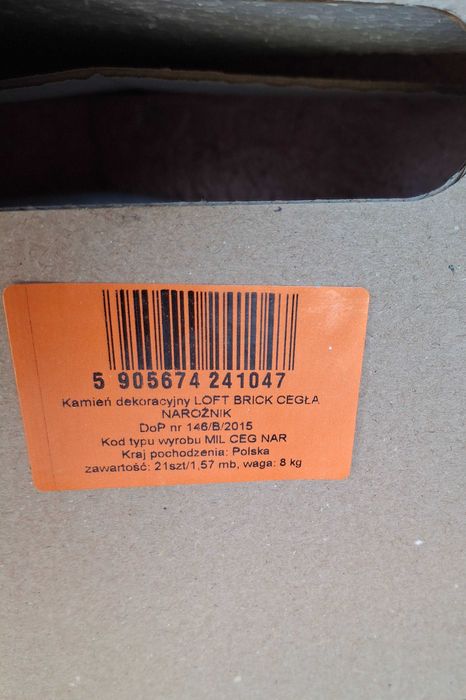 5 905674 241047
Kamień dekoracyjny LOFT BRICK CEGŁA
NAROŻNIK
DoP nr 146/B/2015
Kod typu wyrobu MIL CEG NAR
Kraj pochodzenia: Polska
zawartość: 21szt/1,57 mb, waga: 8 kg